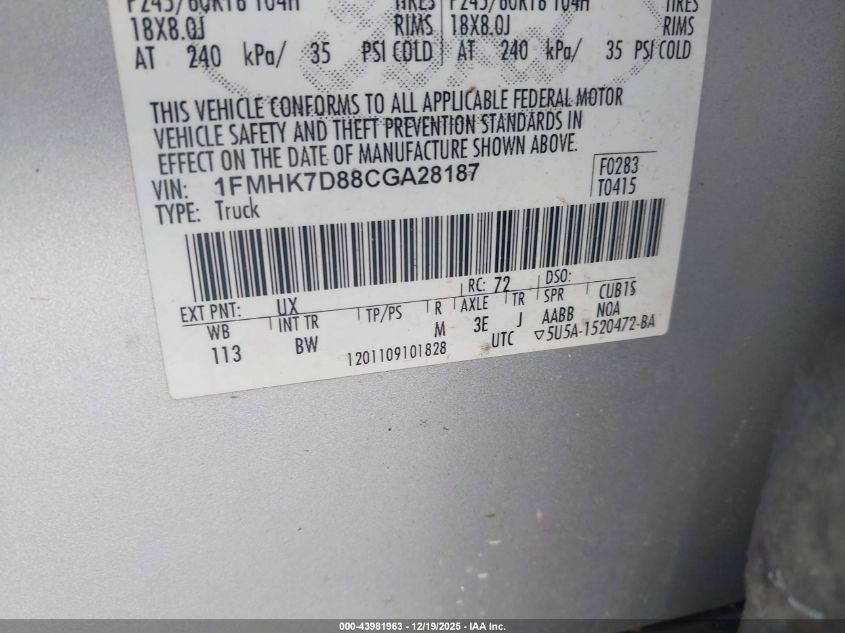 P245/60R18 104H TIRES P245/60R18 104H TIRES
18X8.0J RIMS 18X8.0J RIMS
AT 240 kPa/ 35 PSI COLD AT 240 kPa/ 35 PSI COLD
THIS VEHICLE CONFORMS TO ALL APPLICABLE FEDERAL MOTOR
VEHICLE SAFETY AND THEFT PREVENTION STANDARDS IN
EFFECT ON THE DATE OF MANUFACTURE SHOWN ABOVE.
VIN: 1FMHK7D88CGA28187 F0283
TYPE: Truck T0415
EXT PNT: UX RC: 72 DSO:
WB INT TR TP/PS R AXLE TR SPR CUB1S
113 BW M 3E J AABB NOA
1201109101828 UTC ▽5U5A-1520472-BA
000-43981963 | 12/19/2025 - IAA Inc.